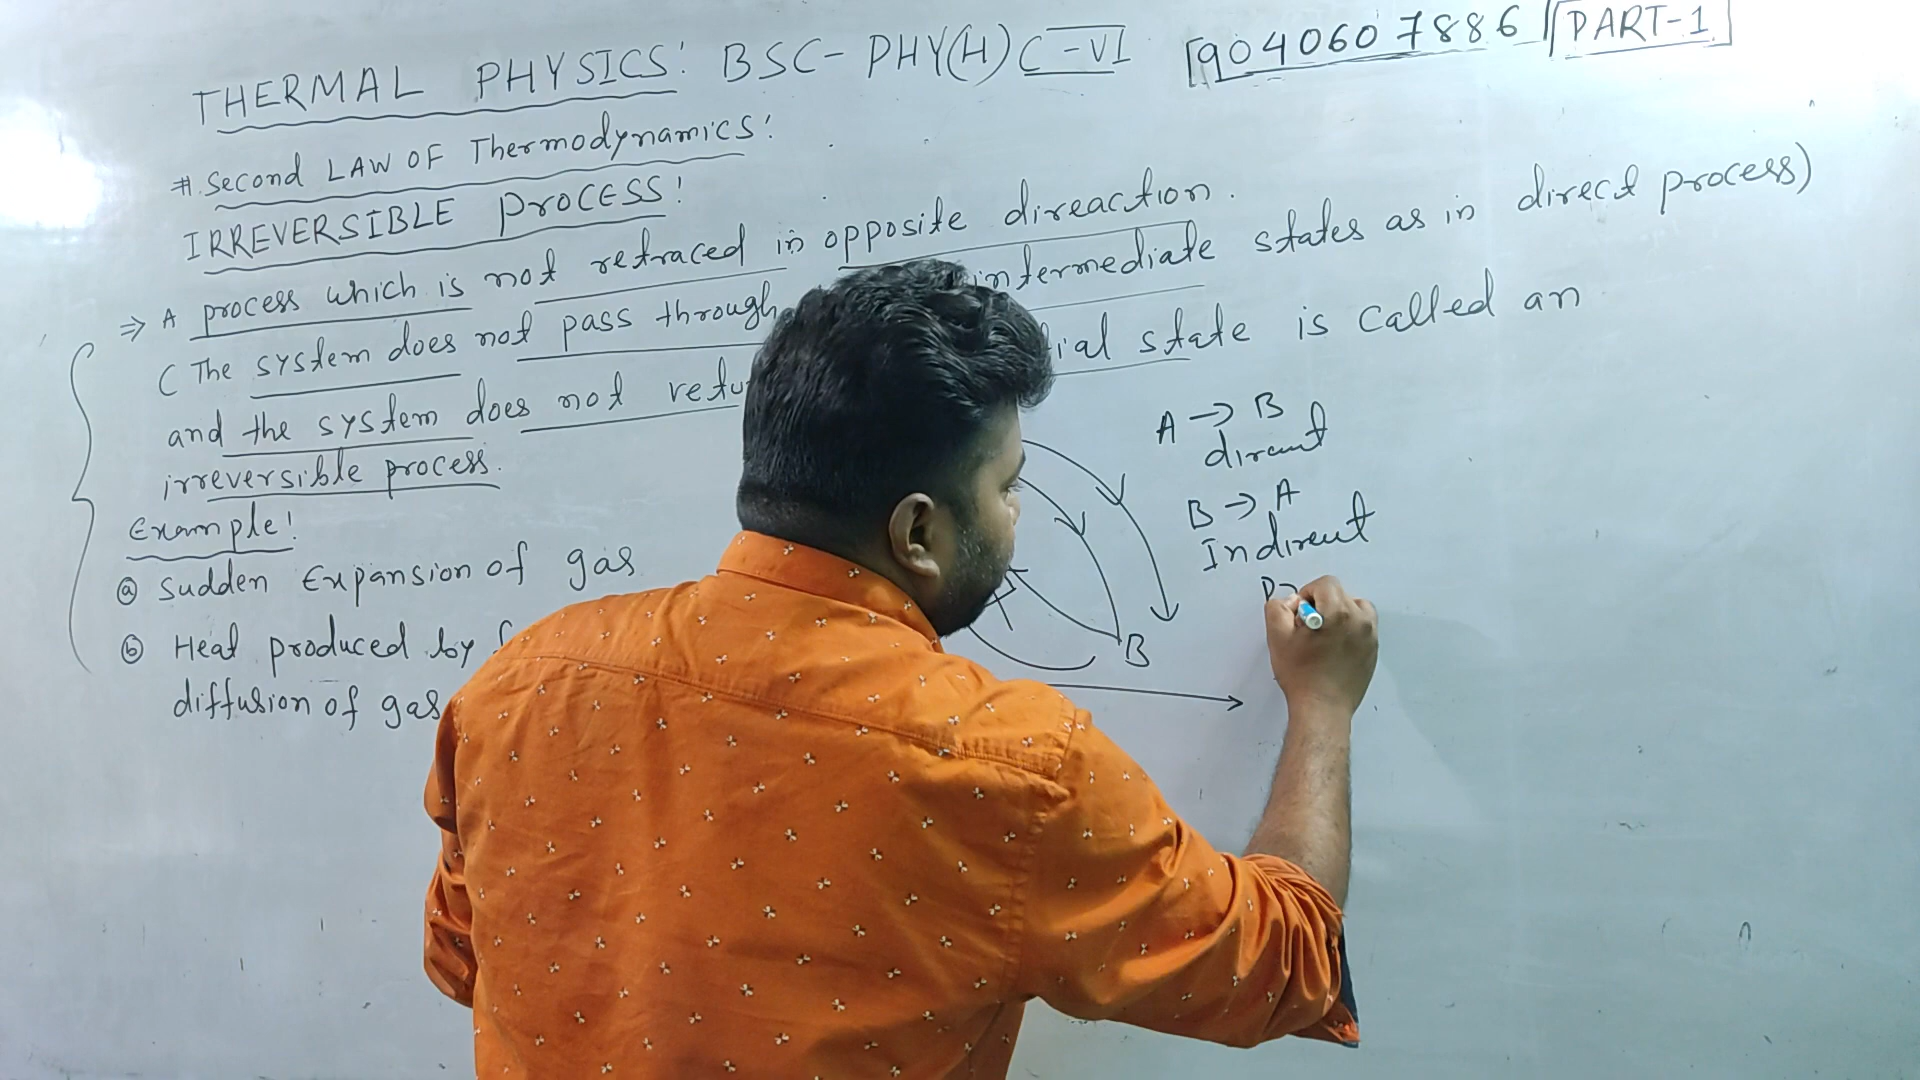 THERMAL PHYSICS: BSC-PHY(H) C-VI 9040607886 PART-1
#. Second LAW OF Thermodynamics:
IRREVERSIBLE PROCESS!
⇒ A process which is not retraced in opposite direaction.
( The system does not pass through intermediate states as in direct process)
and the system does not state is called an
irreversible process.
Example!
ⓐ Sudden Expansion of gas
ⓑ Heat produced by
diffusion of gas
A → B
direct
B → A
Indirect
B